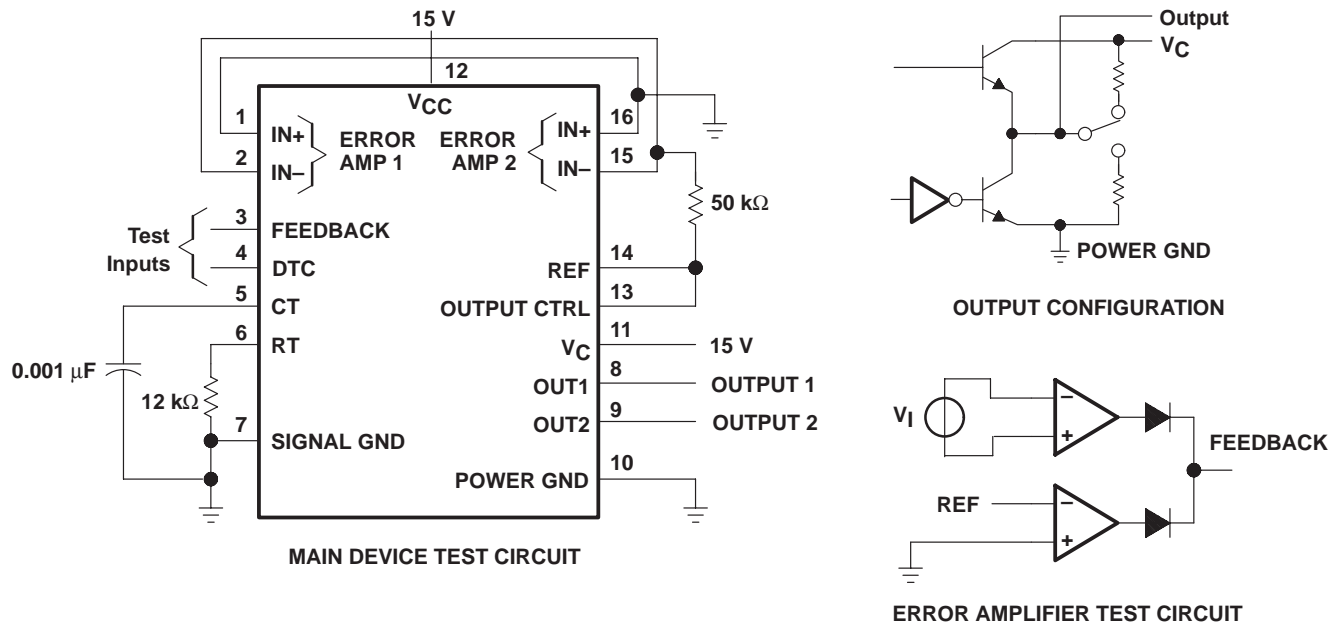 15 V
12
VCC
1
IN+
2
IN–
ERROR
AMP 1
ERROR
AMP 2
IN+
16
IN–
15
50 kΩ
Test
Inputs
3
FEEDBACK
4
DTC
5
CT
6
RT
0.001 μF
12 kΩ
7
SIGNAL GND
REF
14
OUTPUT CTRL
13
VC
11
15 V
OUT1
8
OUTPUT 1
OUT2
9
OUTPUT 2
POWER GND
10
MAIN DEVICE TEST CIRCUIT
Output
VC
POWER GND
OUTPUT CONFIGURATION
VI
–
+
FEEDBACK
REF
–
+
ERROR AMPLIFIER TEST CIRCUIT